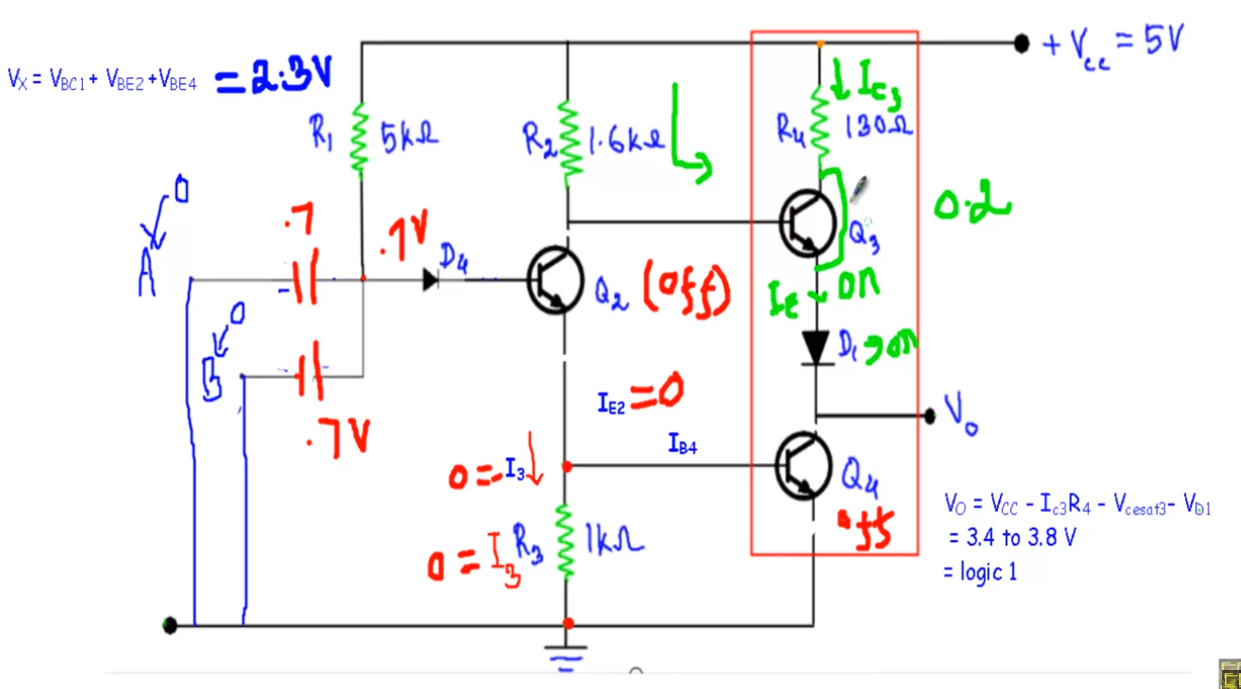 + Vcc = 5V
Vx = VBC1 + VBE2 +VBE4 = 2.3V
Ic3
R1 5kΩ
R2 1.6kΩ
R4 130Ω
0
.7
0.2
A
.7V
D4
Q3
Q2 (off)
IE ON
0
B
D1 → on
IE2 = 0
Vo
.7V
IB4
0 = I3
Q4
VO = VCC - Ic3R4 - Vcesat3 - VD1
off
= 3.4 to 3.8 V
0 = I3 R3 1kΩ
= logic 1